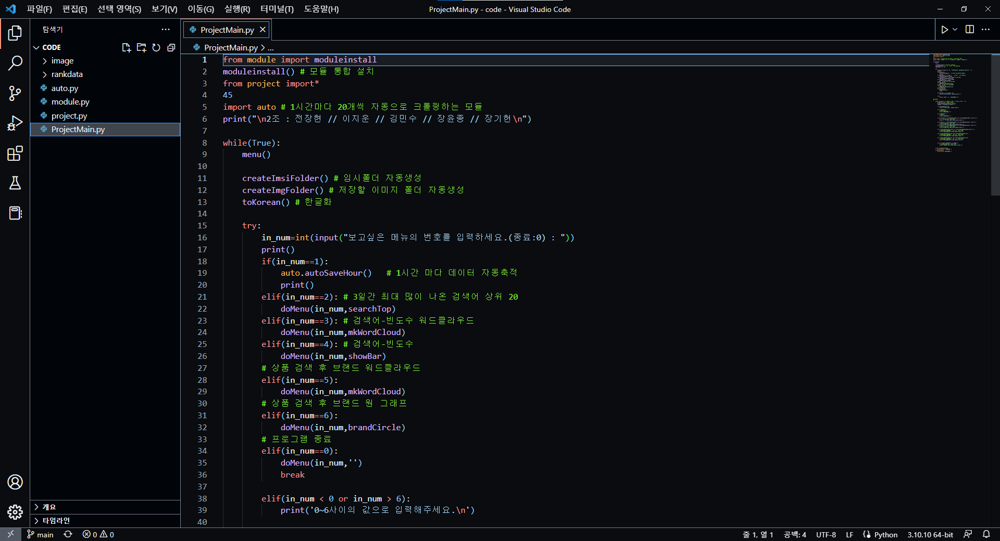 파일(F) 편집(E) 선택 영역(S) 보기(V) 이동(G) 실행(R) 터미널(T) 도움말(H)
ProjectMain.py - code - Visual Studio Code
탐색기
CODE
image
rankdata
auto.py
module.py
project.py
ProjectMain.py
개요
타임라인
ProjectMain.py
ProjectMain.py > ...
1 from module import moduleinstall
2 moduleinstall() # 모듈 통합 설치
3 from project import*
4 45
5 import auto # 1시간마다 20개씩 자동으로 크롤링하는 모듈
6 print("\n2조 : 전장현 // 이지운 // 김민수 // 장윤종 // 장기헌\n")
7
8 while(True):
9 menu()
10
11 createImsiFolder() # 임시폴더 자동생성
12 createImgFolder() # 저장할 이미지 폴더 자동생성
13 toKorean() # 한글화
14
15 try:
16 in_num=int(input("보고싶은 메뉴의 번호를 입력하세요.(종료:0) : "))
17 print()
18 if(in_num==1):
19 auto.autoSaveHour() # 1시간 마다 데이터 자동축적
20 print()
21 elif(in_num==2): # 3일간 최대 많이 나온 검색어 상위 20
22 doMenu(in_num,searchTop)
23 elif(in_num==3): # 검색어-빈도수 워드클라우드
24 doMenu(in_num,mkWordCloud)
25 elif(in_num==4): # 검색어-빈도수
26 doMenu(in_num,showBar)
27 # 상품 검색 후 브랜드 워드클라우드
28 elif(in_num==5):
29 doMenu(in_num,mkWordCloud)
30 # 상품 검색 후 브랜드 원 그래프
31 elif(in_num==6):
32 doMenu(in_num,brandCircle)
33 # 프로그램 종료
34 elif(in_num==0):
35 doMenu(in_num,'')
36 break
37
38 elif(in_num < 0 or in_num > 6):
39 print('0~6사이의 값으로 입력해주세요.\n')
40
main 0 0 줄 1, 열 1 공백: 4 UTF-8 LF Python 3.10.10 64-bit